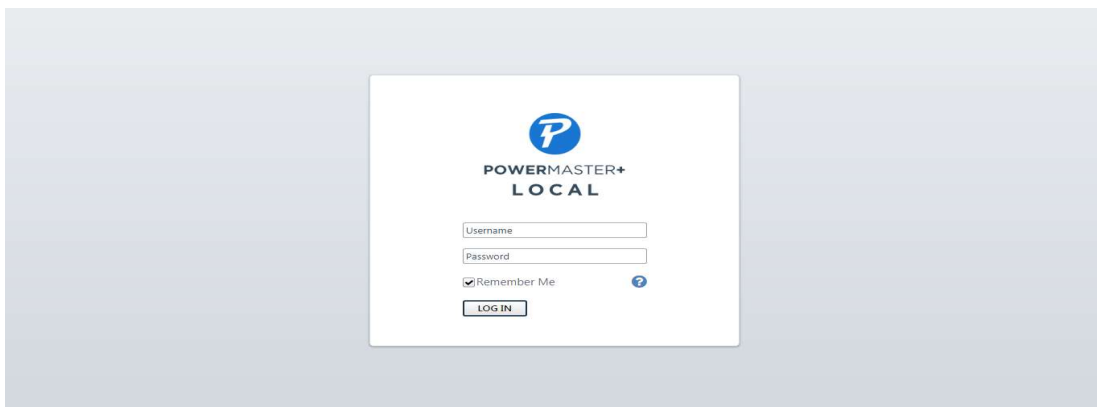 POWERMASTER+
LOCAL
Username
Password
Remember Me
LOG IN